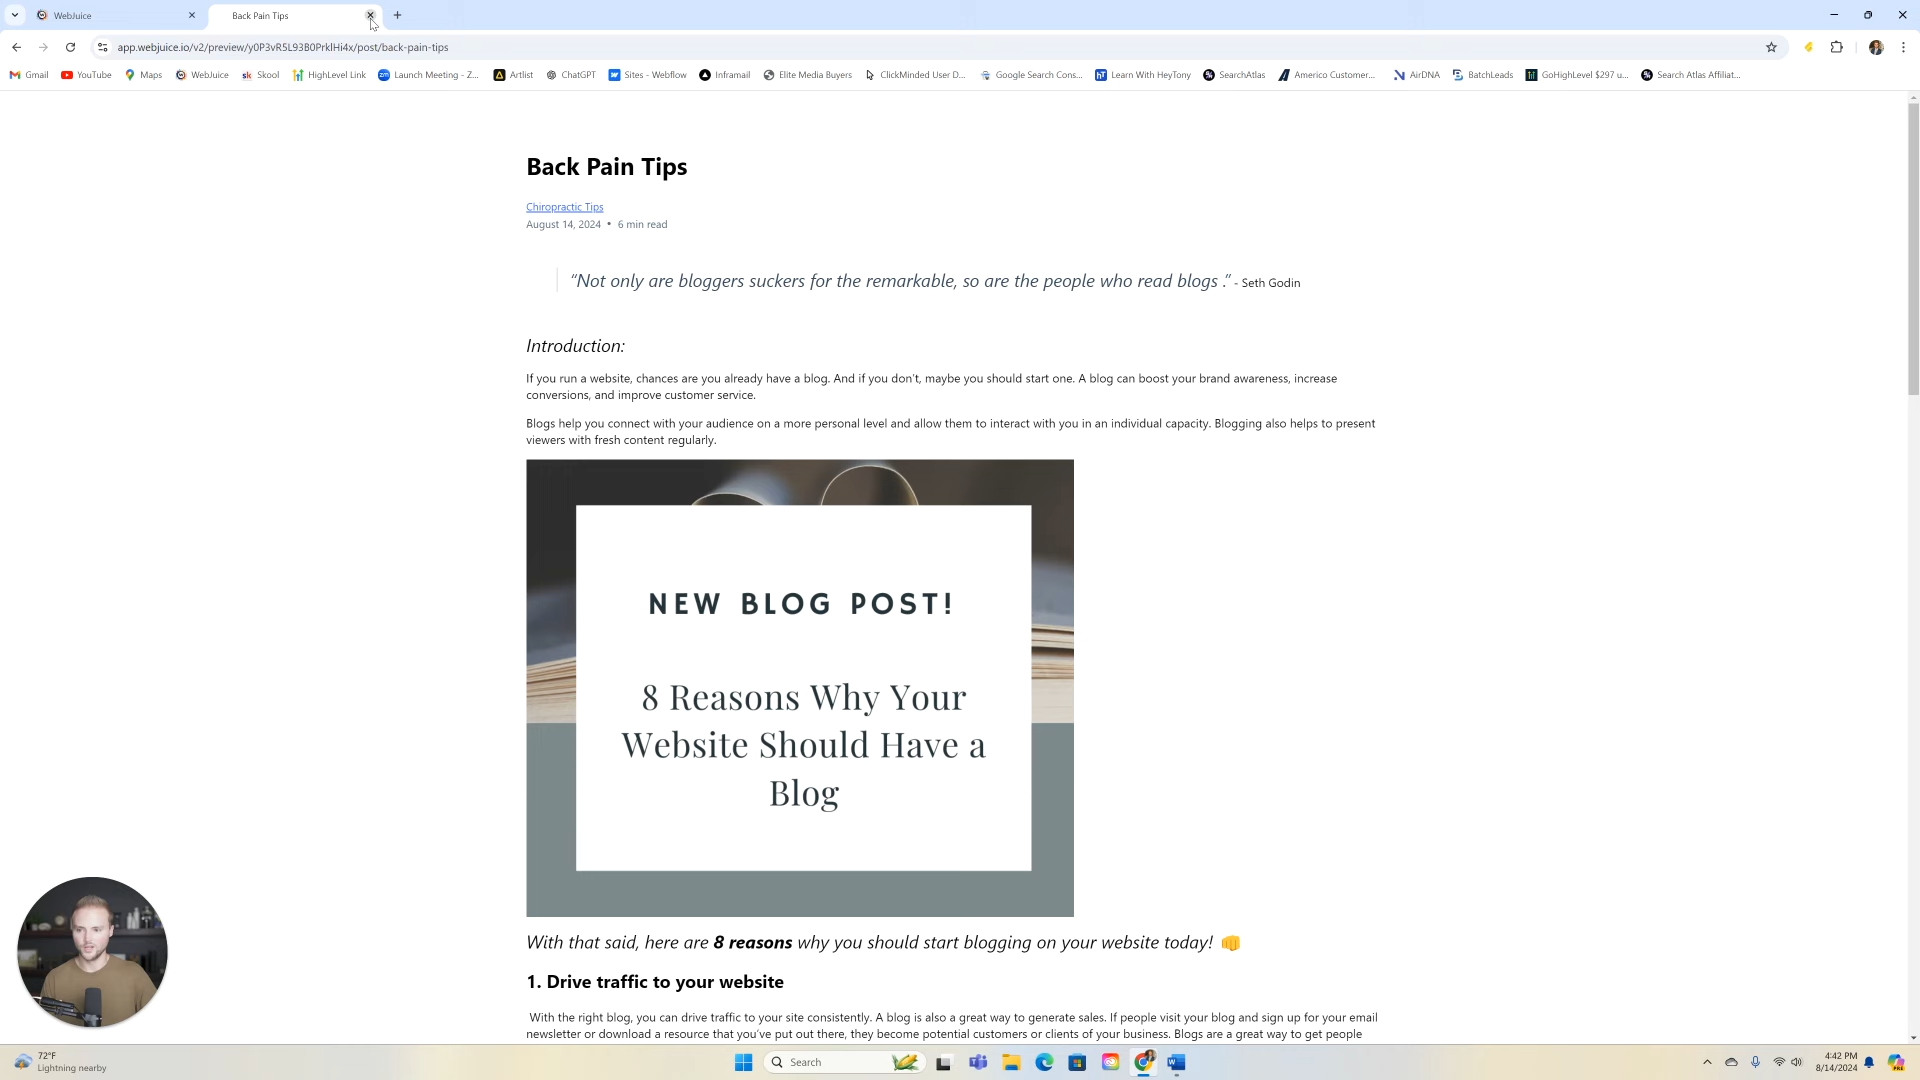 WebJuice
Back Pain Tips
app.webjuice.io/v2/preview/y0P3vR5L93B0PrklHi4x/post/back-pain-tips
Gmail YouTube Maps WebJuice Skool HighLevel Link Launch Meeting - Z... Artlist ChatGPT Sites - Webflow Inframail Elite Media Buyers ClickMinded User D... Google Search Cons... Learn With HeyTony SearchAtlas Americo Customer... AirDNA BatchLeads GoHighLevel $297 u... Search Atlas Affiliat...
Back Pain Tips
Chiropractic Tips
August 14, 2024 • 6 min read
“Not only are bloggers suckers for the remarkable, so are the people who read blogs .” - Seth Godin
Introduction:
If you run a website, chances are you already have a blog. And if you don’t, maybe you should start one. A blog can boost your brand awareness, increase
conversions, and improve customer service.
Blogs help you connect with your audience on a more personal level and allow them to interact with you in an individual capacity. Blogging also helps to present
viewers with fresh content regularly.
NEW BLOG POST!
8 Reasons Why Your
Website Should Have a
Blog
With that said, here are 8 reasons why you should start blogging on your website today! 👊
1. Drive traffic to your website
With the right blog, you can drive traffic to your site consistently. A blog is also a great way to generate sales. If people visit your blog and sign up for your email
newsletter or download a resource that you’ve put out there, they become potential customers or clients of your business. Blogs are a great way to get people
72°F
Lightning nearby
Search
4:42 PM
8/14/2024